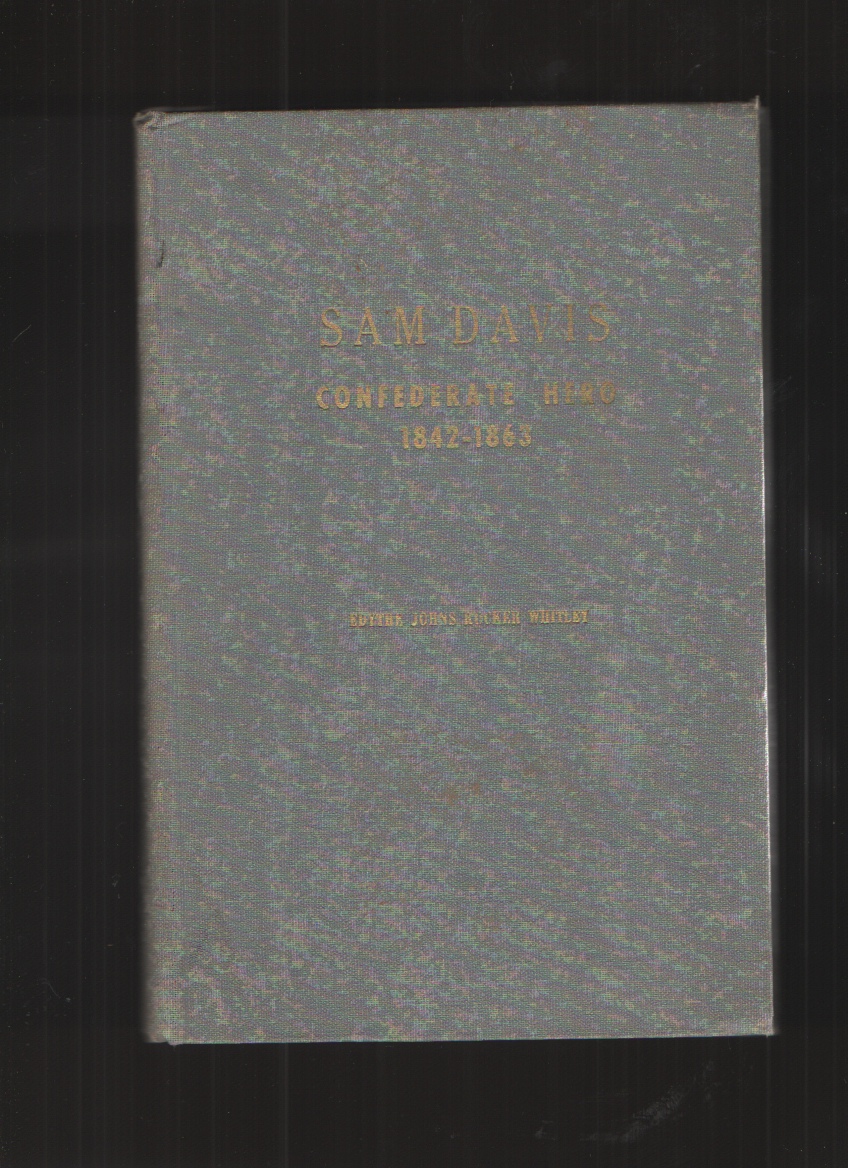 SAM DAVIS
CONFEDERATE HERO
1842-1863
EDYTHE JOHNS RUCKER WHITLEY